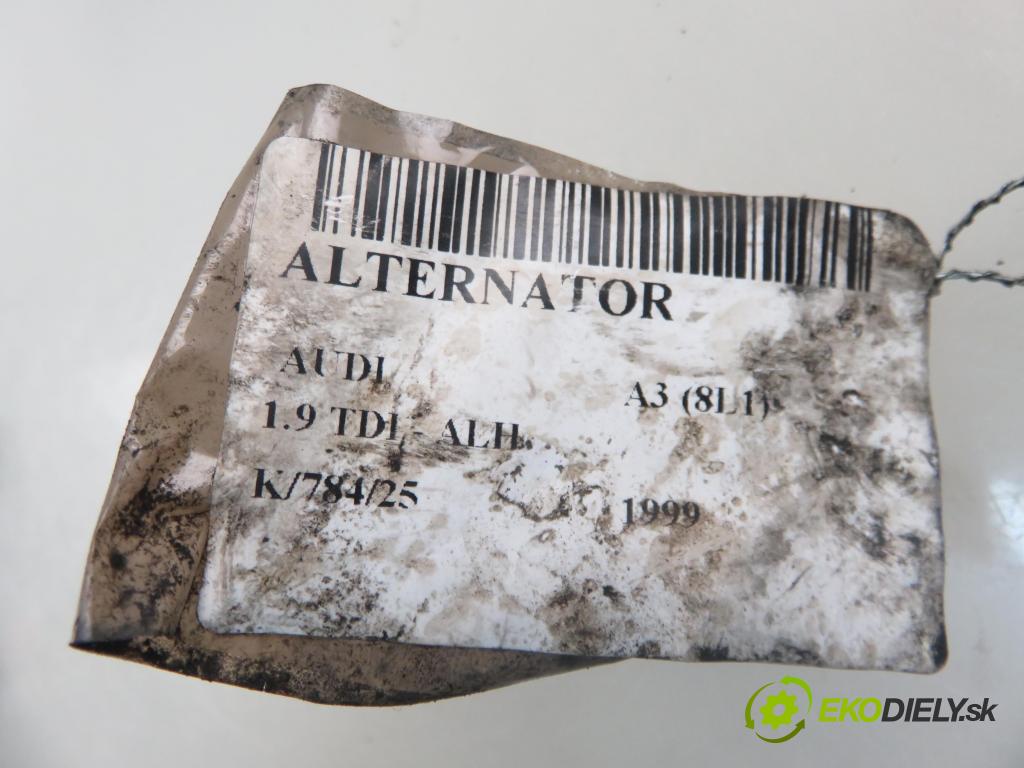 ALTERNATOR
AUDI A3 (8L1)
1.9 TDI - ALH
K/784/25 1999
EKODIELY.sk